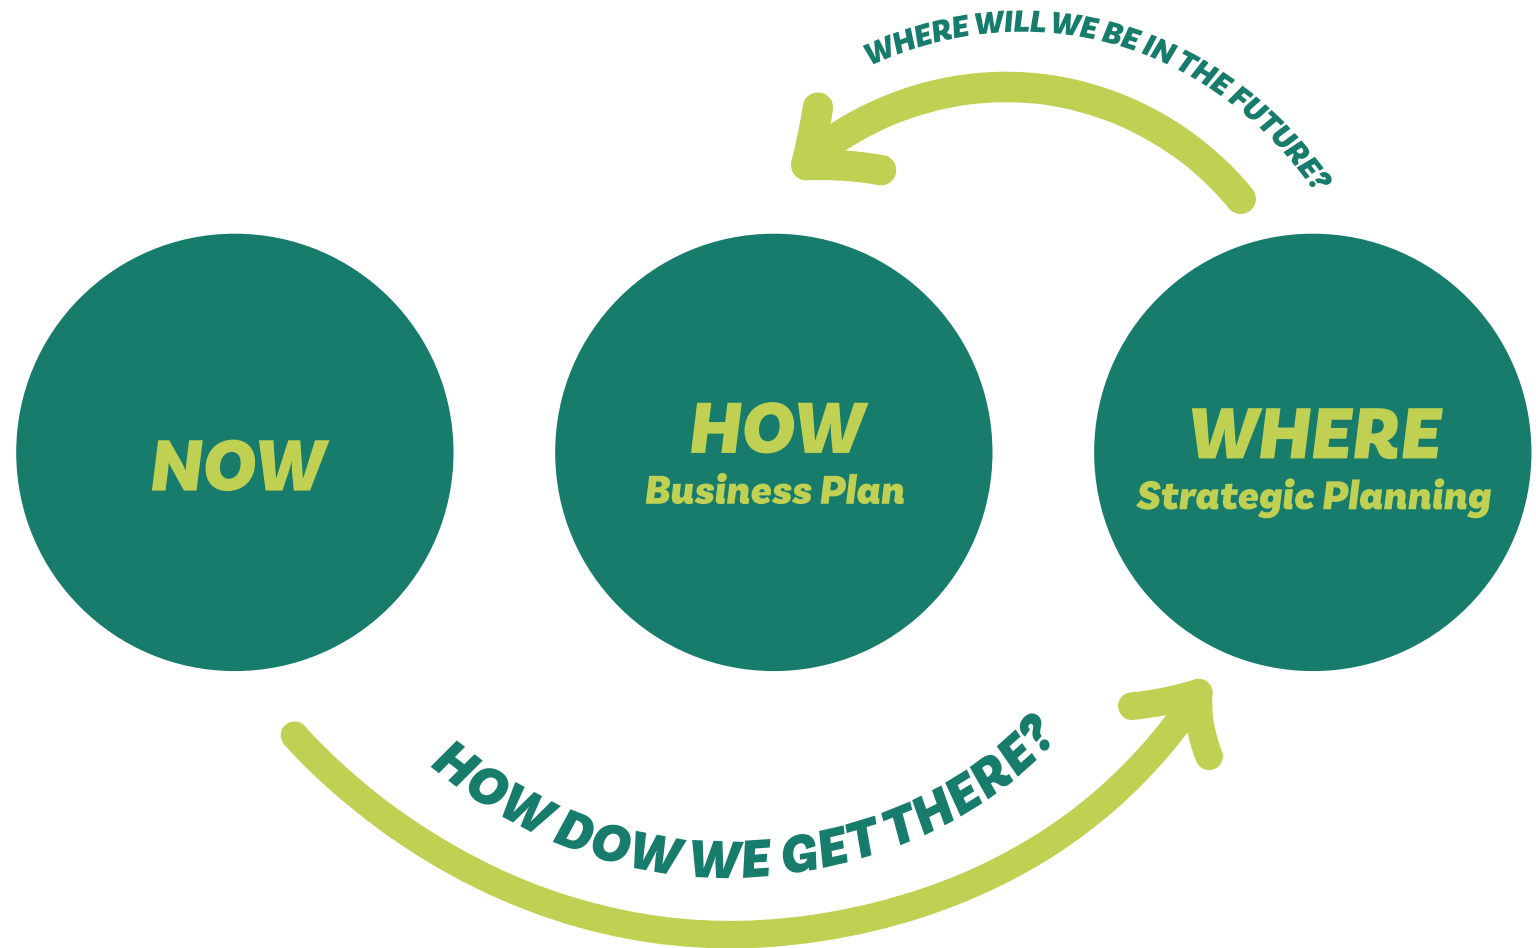 WHERE WILL WE BE IN THE FUTURE?
NOW
HOW
Business Plan
WHERE
Strategic Planning
HOW DOW WE GET THERE?